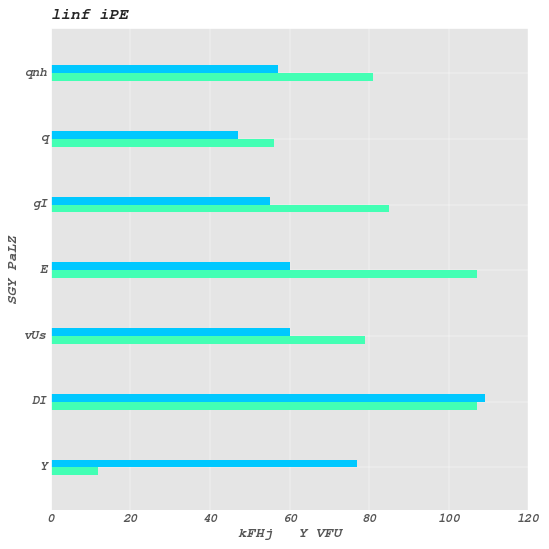 linf iPE
qnh
q
gI
E
vUs
DI
Y
SGY PaLZ
0 20 40 60 80 100 120
kFHj   Y VFU